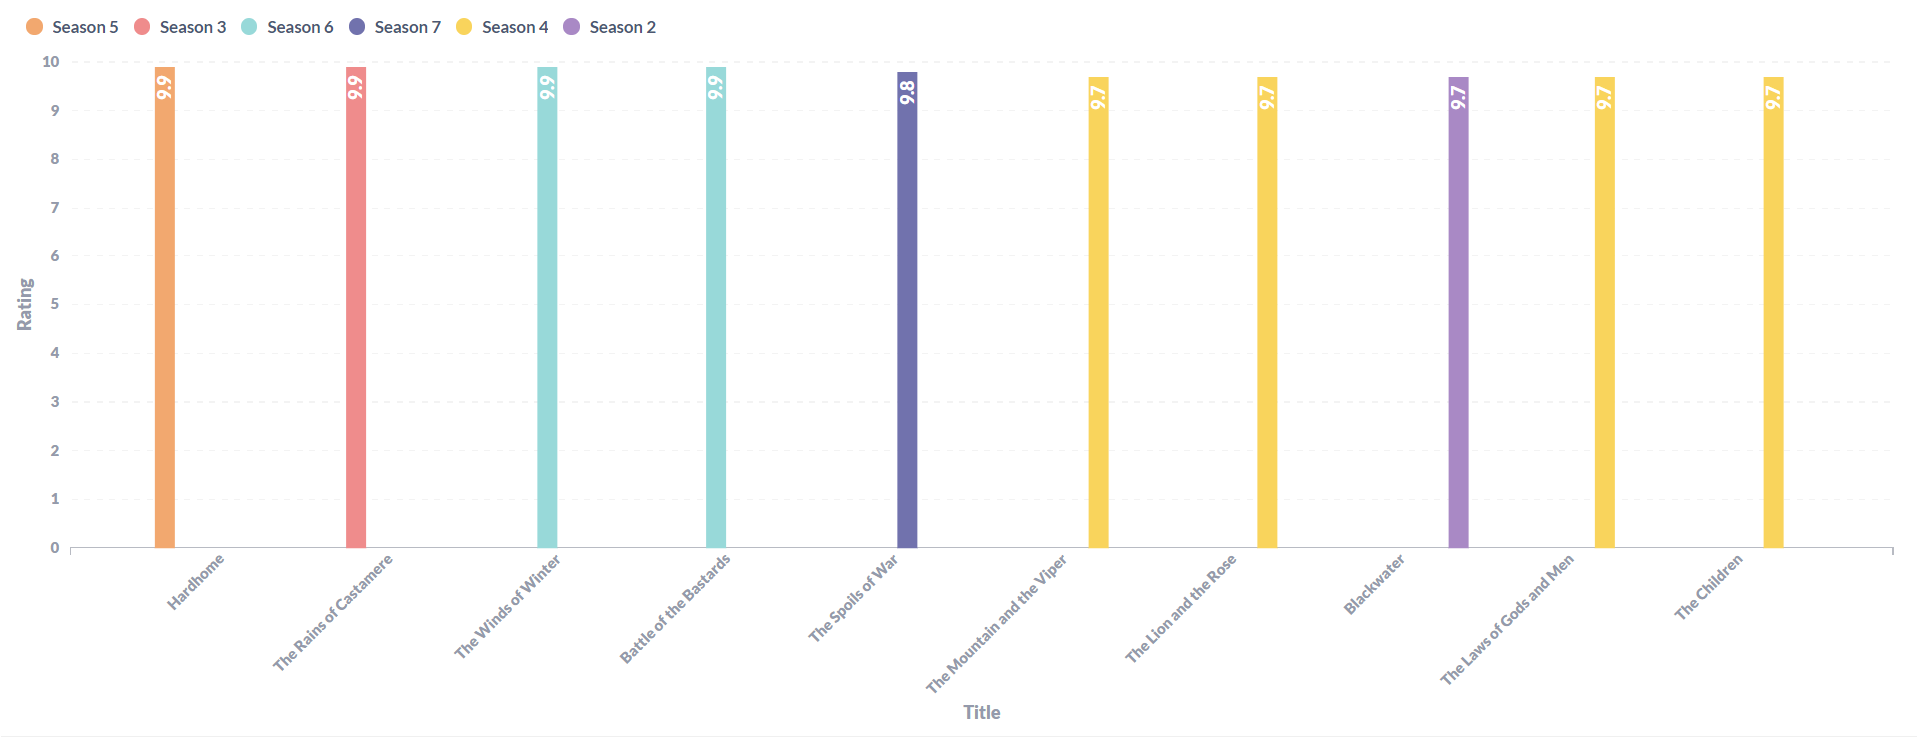 Season 5 Season 3 Season 6 Season 7 Season 4 Season 2
10
9
8
7
6
5
4
3
2
1
0
Rating
9.9
9.9
9.9
9.9
9.8
9.7
9.7
9.7
9.7
9.7
Hardhome
The Rains of Castamere
The Winds of Winter
Battle of the Bastards
The Spoils of War
The Mountain and the Viper
The Lion and the Rose
Blackwater
The Laws of Gods and Men
The Children
Title